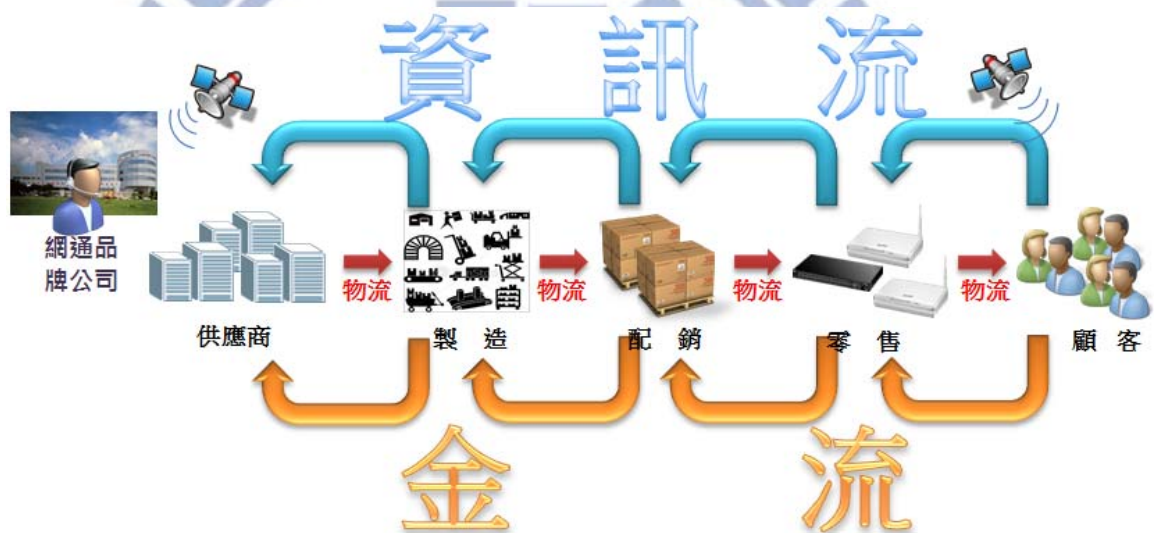 資訊流
網通品
牌公司
物流 物流 物流 物流
供應商 製造 配銷 零售 顧客
金流